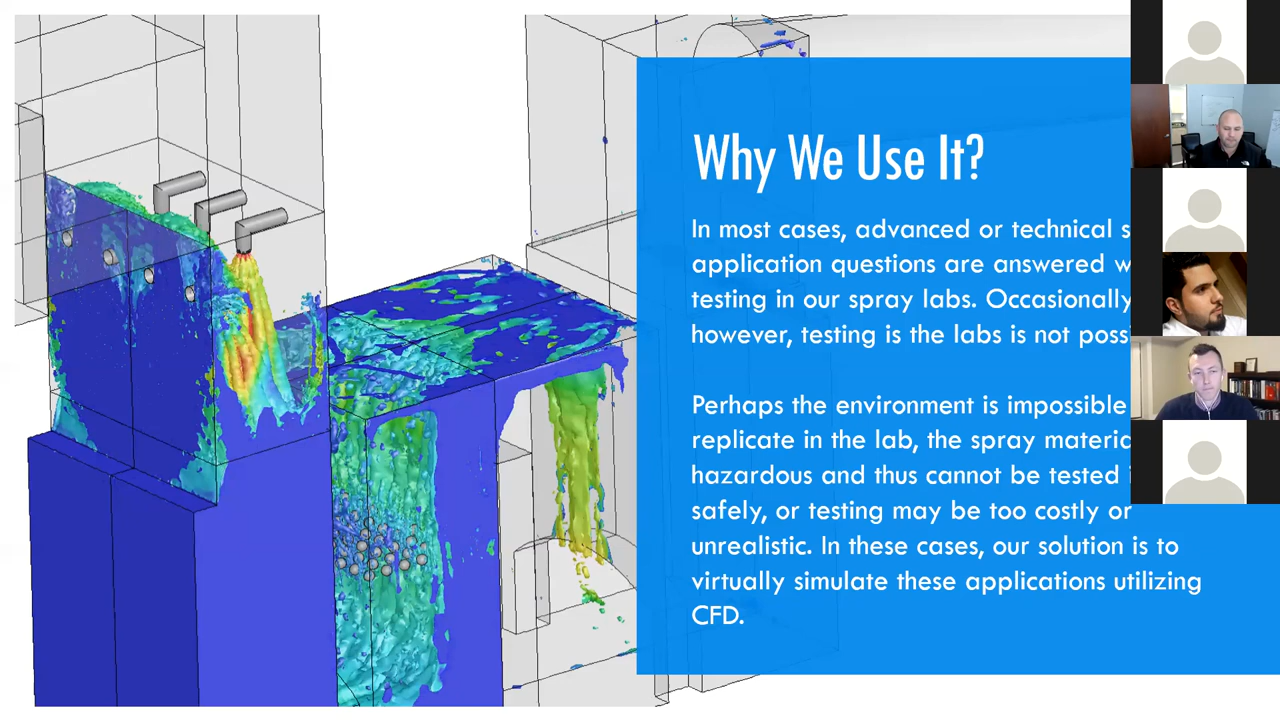 Why We Use It?
In most cases, advanced or technical
application questions are answered
testing in our spray labs. Occasionally
however, testing is the labs is not
Perhaps the environment is impossible
replicate in the lab, the spray
hazardous and thus cannot be tested
safely, or testing may be too costly or
unrealistic. In these cases, our solution is to
virtually simulate these applications utilizing
CFD.